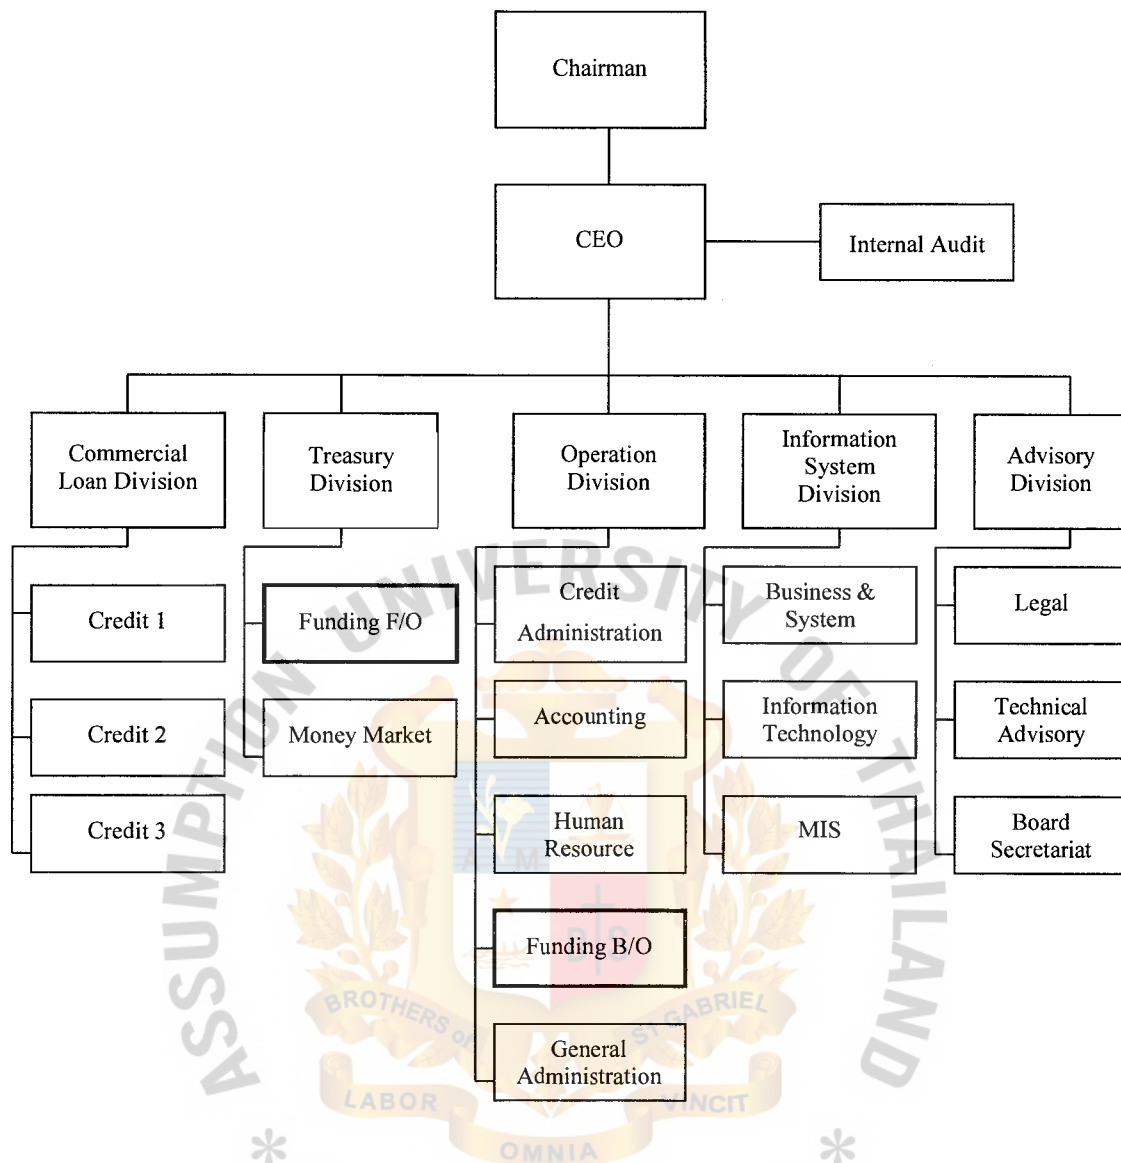 Chairman
CEO
Internal Audit
Commercial
Loan Division
Treasury
Division
Operation
Division
Information
System
Division
Advisory
Division
Credit 1
Credit 2
Credit 3
Funding F/O
Money Market
Credit
Administration
Accounting
Human
Resource
Funding B/O
General
Administration
Business &
System
Information
Technology
MIS
Legal
Technical
Advisory
Board
Secretariat
ASSUMPTION UNIVERSITY OF THAILAND
A M
D S
BROTHERS of
ST GABRIEL
LABOR
VINCIT
OMNIA